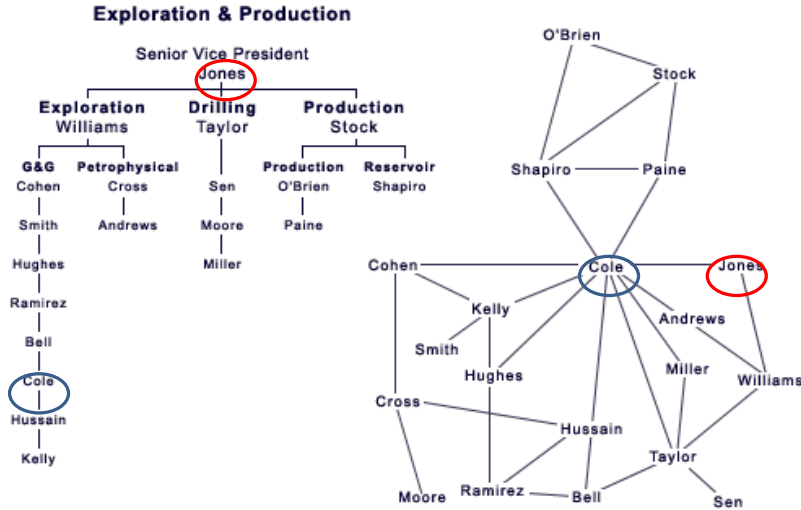 Exploration & Production
Senior Vice President
Jones
Exploration Drilling Production
Williams Taylor Stock
G&G Petrophysical Production Reservoir
Cohen Cross Sen O'Brien Shapiro
Smith Andrews Moore Paine
Hughes Miller
Ramirez
Bell
Cole
Hussain
Kelly
O'Brien
Stock
Shapiro Paine
Cohen Cole Jones
Kelly
Andrews
Smith
Hughes Miller Williams
Cross
Hussain
Taylor
Moore Ramirez Bell Sen